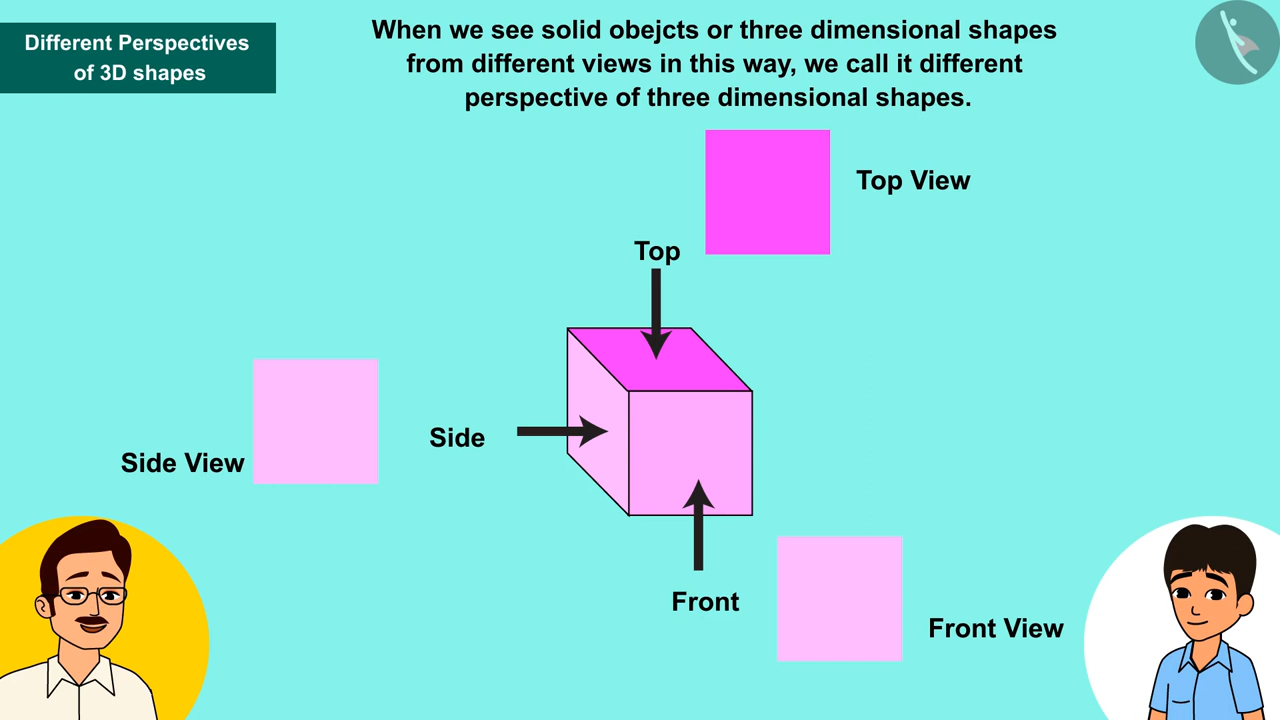 Different Perspectives
of 3D shapes
When we see solid obejcts or three dimensional shapes
from different views in this way, we call it different
perspective of three dimensional shapes.
Top View
Top
Side
Side View
Front
Front View